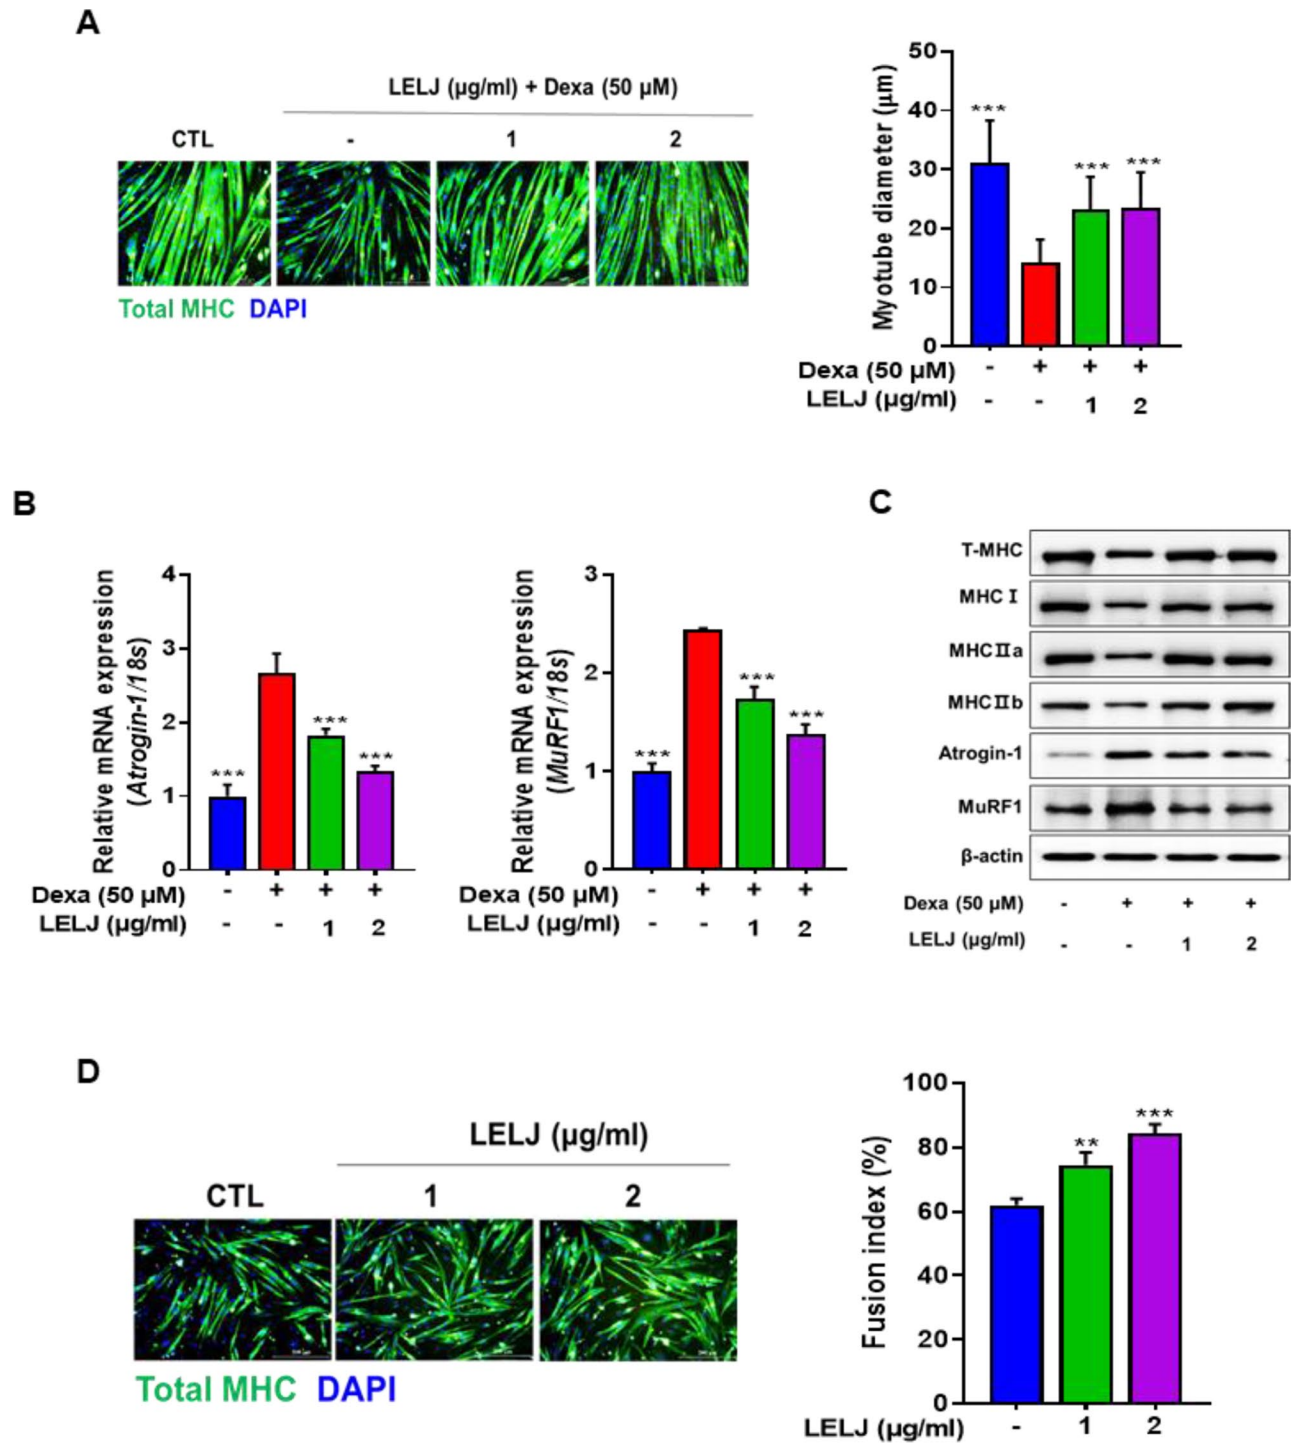 A
LELJ (µg/ml) + Dexa (50 µM)
CTL - 1 2
Total MHC DAPI
Myotube diameter (µm)
50
40
30
20
10
0
***
*** ***
Dexa (50 µM) - + + +
LELJ (µg/ml) - - 1 2
B
Relative mRNA expression
(Atrogin-1/18s)
4
3
2
1
0
***
***
***
Dexa (50 µM) - + + +
LELJ (µg/ml) - - 1 2
Relative mRNA expression
(MuRF1/18s)
3
2
1
0
***
***
***
Dexa (50 µM) - + + +
LELJ (µg/ml) - - 1 2
C
T-MHC
MHC I
MHCIIa
MHCIIb
Atrogin-1
MuRF1
β-actin
Dexa (50 µM) - + + +
LELJ (µg/ml) - - 1 2
D
LELJ (µg/ml)
CTL 1 2
Total MHC DAPI
Fusion index (%)
100
80
60
40
20
0
**
***
LELJ (µg/ml) - 1 2